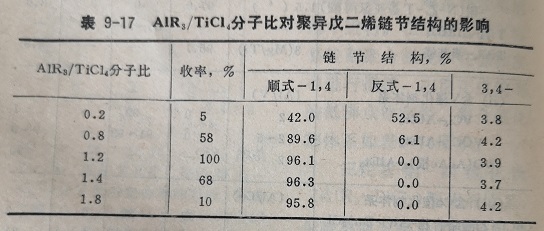 表 9-17 AlR₃/TiCl₄分子比对聚异戊二烯链节结构的影响
AlR₃/TiCl₄分子比 收率，% 链节结构，%
顺式-1,4 反式-1,4 3,4-
0.2 5 42.0 52.5 3.8
0.8 58 89.6 6.1 4.2
1.2 100 96.1 0.0 3.9
1.4 68 96.3 0.0 3.7
1.8 10 95.8 0.0 4.2